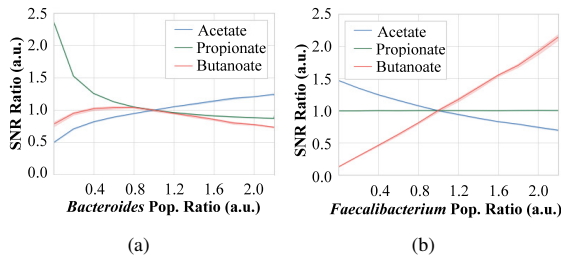 2.5
2.0
1.5
1.0
0.5
0.0
SNR Ratio (a.u.)
Acetate
Propionate
Butanoate
0.4 0.8 1.2 1.6 2.0
Bacteroides Pop. Ratio (a.u.)
(a)
2.5
2.0
1.5
1.0
0.5
0.0
SNR Ratio (a.u.)
Acetate
Propionate
Butanoate
0.4 0.8 1.2 1.6 2.0
Faecalibacterium Pop. Ratio (a.u.)
(b)